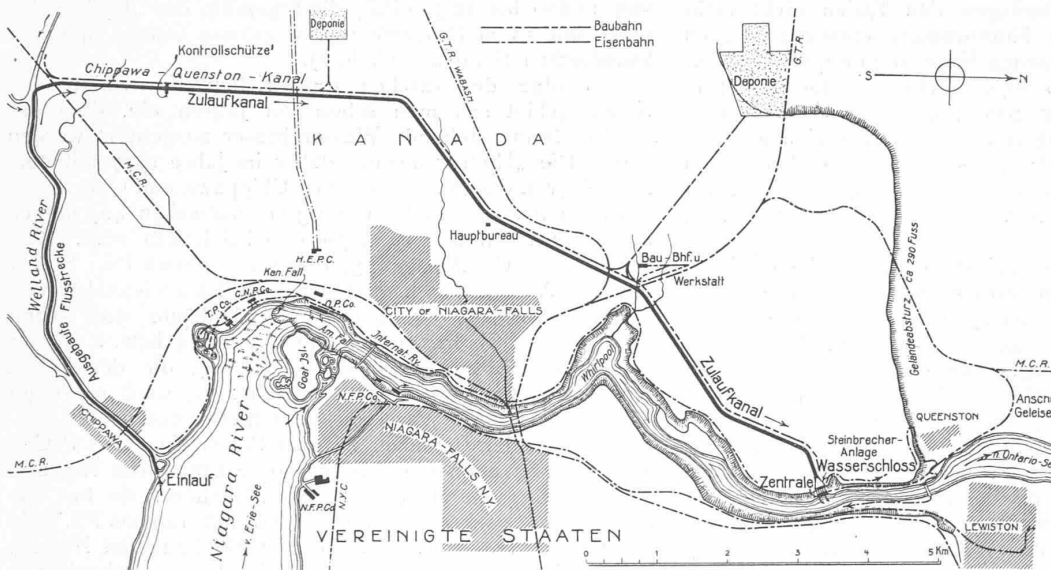 Deponie
Baubahn
Eisenbahn
G.T.R. WABASH
G.T.R.
Deponie
S
N
Kontrollschütze
Chippawa - Quenston - Kanal
Zulaufkanal
KANADA
M.C.R.
Hauptbureau
Bau-Bhf. u.
Werkstatt
H.E.P.C.
Kan. Fall
C.N.P.Co.
T.P.Co.
O.P.Co.
CITY OF NIAGARA-FALLS
Internat. Ry
Am. Fall
Goat Isl.
Welland River
Ausgebaute Flusstrecke
Geländeabsturz ca 290 Fuss
Whirlpool
Zulaufkanal
M.C.R.
Anschl
Geleise
QUEENSTON
CHIPPAWA
M.C.R.
Einlauf
Niagara River
v. Erie-See
N.F.P.Co.
NIAGARA-FALLS N.Y.
N.Y.C.
N.F.P.Co
Steinbrecher-
Anlage
Wasserschloss
Zentrale
n. Ontario-Se
LEWISTON
VEREINIGTE STAATEN
0 1 2 3 4 5 Km